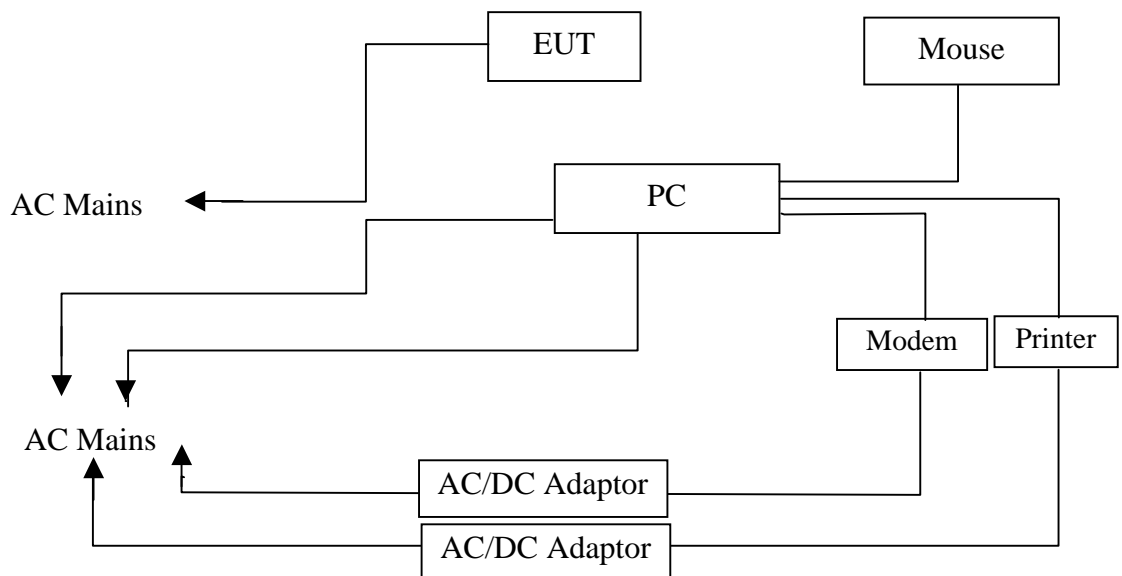 EUT
Mouse
PC
AC Mains
Modem
Printer
AC Mains
AC/DC Adaptor
AC/DC Adaptor